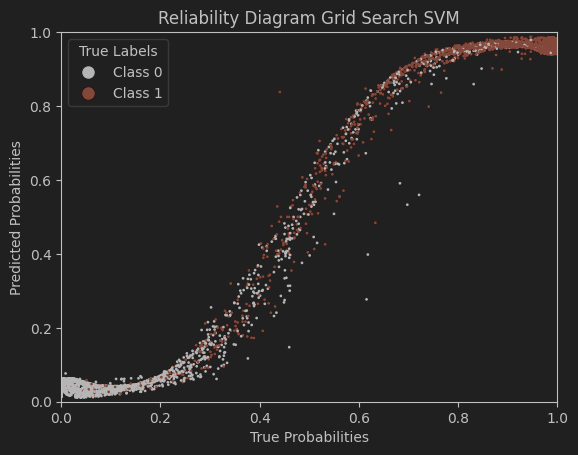 Reliability Diagram Grid Search SVM
1.0
0.8
0.6
0.4
0.2
0.0
Predicted Probabilities
True Labels
Class 0
Class 1
0.0 0.2 0.4 0.6 0.8 1.0
True Probabilities